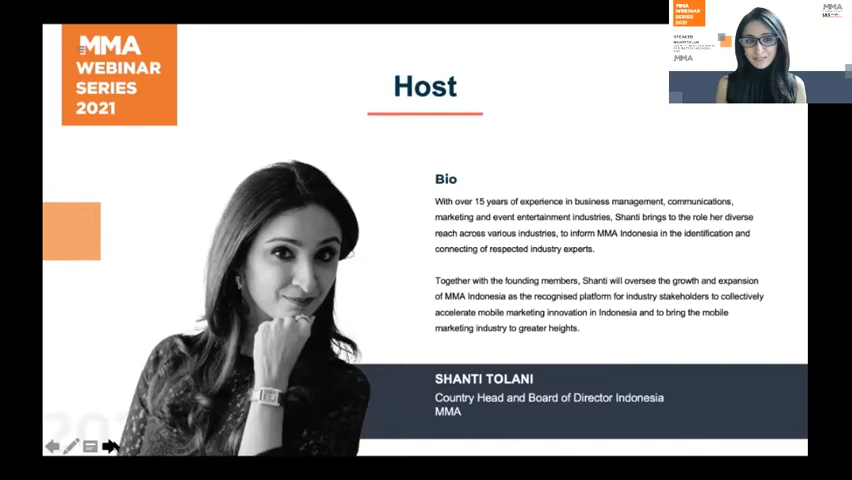 MMA
WEBINAR
SERIES
2021
Host
Bio
With over 15 years of experience in business management, communications,
marketing and event entertainment industries, Shanti brings to the role her diverse
reach across various industries, to inform MMA Indonesia in the identification and
connecting of respected industry experts.
Together with the founding members, Shanti will oversee the growth and expansion
of MMA Indonesia as the recognised platform for industry stakeholders to collectively
accelerate mobile marketing innovation in Indonesia and to bring the mobile
marketing industry to greater heights.
SHANTI TOLANI
Country Head and Board of Director Indonesia
MMA
MMA
WEBINAR
SERIES
2021
SPEAKER
SHANTI TOLANI
MMA
MMA